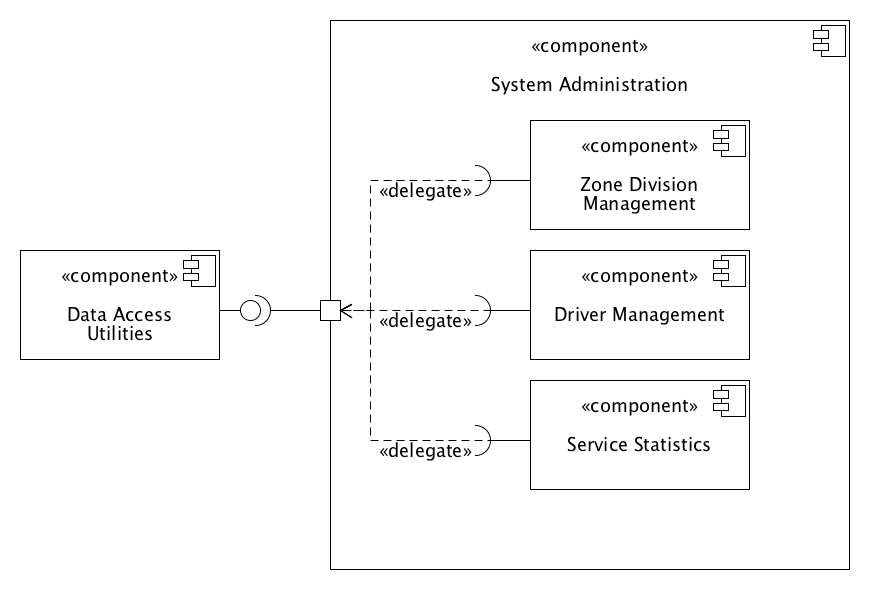 «component»
System Administration
«component»
Zone Division
Management
«delegate»
«component»
Data Access
Utilities
«component»
Driver Management
«delegate»
«component»
Service Statistics
«delegate»